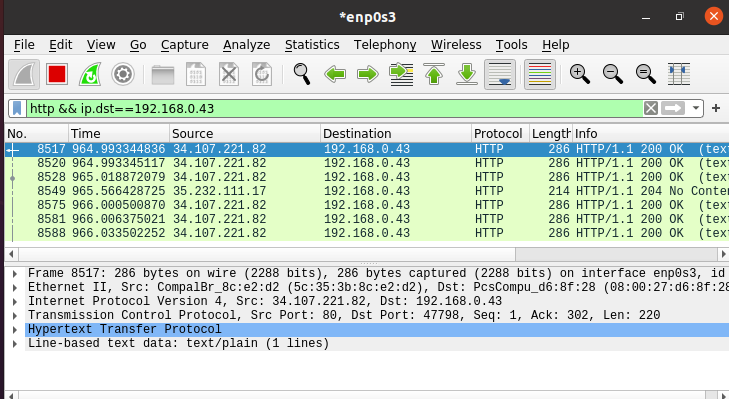 *enp0s3
File Edit View Go Capture Analyze Statistics Telephony Wireless Tools Help
http && ip.dst==192.168.0.43
No. Time Source Destination Protocol Length Info
8517 964.993344836 34.107.221.82 192.168.0.43 HTTP 286 HTTP/1.1 200 OK (tex
8520 964.993345117 34.107.221.82 192.168.0.43 HTTP 286 HTTP/1.1 200 OK (tex
8528 965.018872079 34.107.221.82 192.168.0.43 HTTP 286 HTTP/1.1 200 OK (tex
8549 965.566428725 35.232.111.17 192.168.0.43 HTTP 214 HTTP/1.1 204 No Conte
8575 966.000500870 34.107.221.82 192.168.0.43 HTTP 286 HTTP/1.1 200 OK (tex
8581 966.006375021 34.107.221.82 192.168.0.43 HTTP 286 HTTP/1.1 200 OK (tex
8588 966.033502252 34.107.221.82 192.168.0.43 HTTP 286 HTTP/1.1 200 OK (tex
Frame 8517: 286 bytes on wire (2288 bits), 286 bytes captured (2288 bits) on interface enp0s3, id
Ethernet II, Src: CompalBr_8c:e2:d2 (5c:35:3b:8c:e2:d2), Dst: PcsCompu_d6:8f:28 (08:00:27:d6:8f:28
Internet Protocol Version 4, Src: 34.107.221.82, Dst: 192.168.0.43
Transmission Control Protocol, Src Port: 80, Dst Port: 47798, Seq: 1, Ack: 302, Len: 220
Hypertext Transfer Protocol
Line-based text data: text/plain (1 lines)